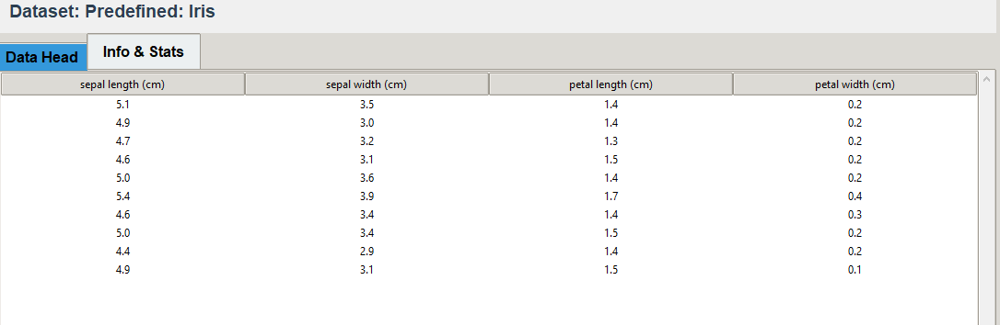 Dataset: Predefined: Iris
Data Head Info & Stats
sepal length (cm) sepal width (cm) petal length (cm) petal width (cm)
5.1 3.5 1.4 0.2
4.9 3.0 1.4 0.2
4.7 3.2 1.3 0.2
4.6 3.1 1.5 0.2
5.0 3.6 1.4 0.2
5.4 3.9 1.7 0.4
4.6 3.4 1.4 0.3
5.0 3.4 1.5 0.2
4.4 2.9 1.4 0.2
4.9 3.1 1.5 0.1